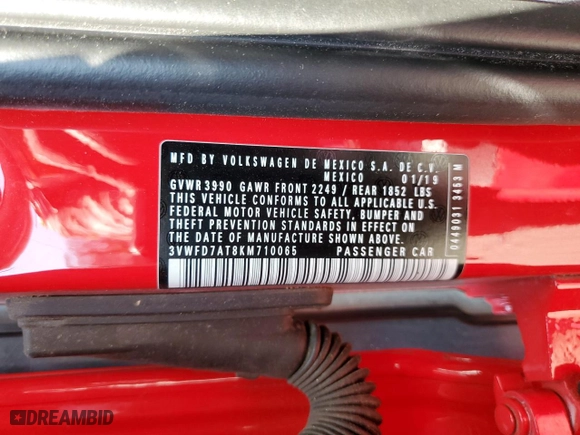 MFD BY VOLKSWAGEN DE MEXICO S.A. DE C.V.
MEXICO 01/19
GVWR 3990 GAWR FRONT 2249 / REAR 1852 LBS
THIS VEHICLE CONFORMS TO ALL APPLICABLE U.S.
FEDERAL MOTOR VEHICLE SAFETY, BUMPER AND
THEFT PREVENTION STANDARDS IN EFFECT ON
THE DATE OF MANUFACTURE SHOWN ABOVE.
3VWFD7AT8KM710065 PASSENGER CAR
0449031 3463 M
DREAMBID